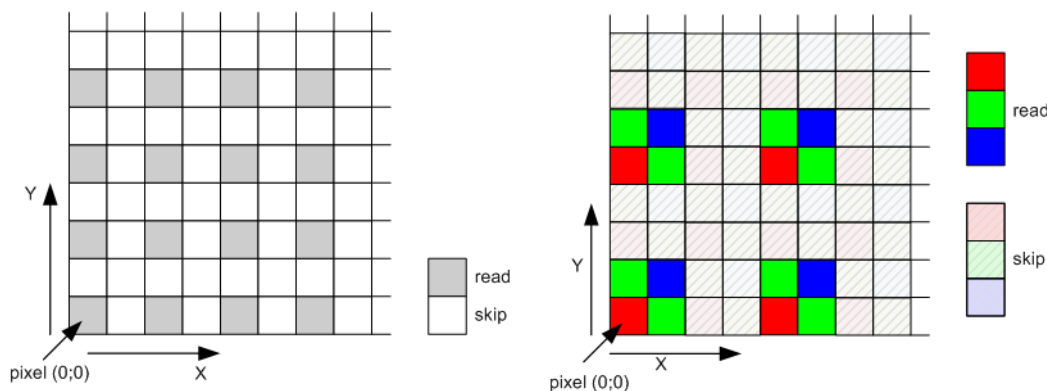 Y
read
skip
pixel (0;0)
X
read
skip
Y
pixel (0;0)
X